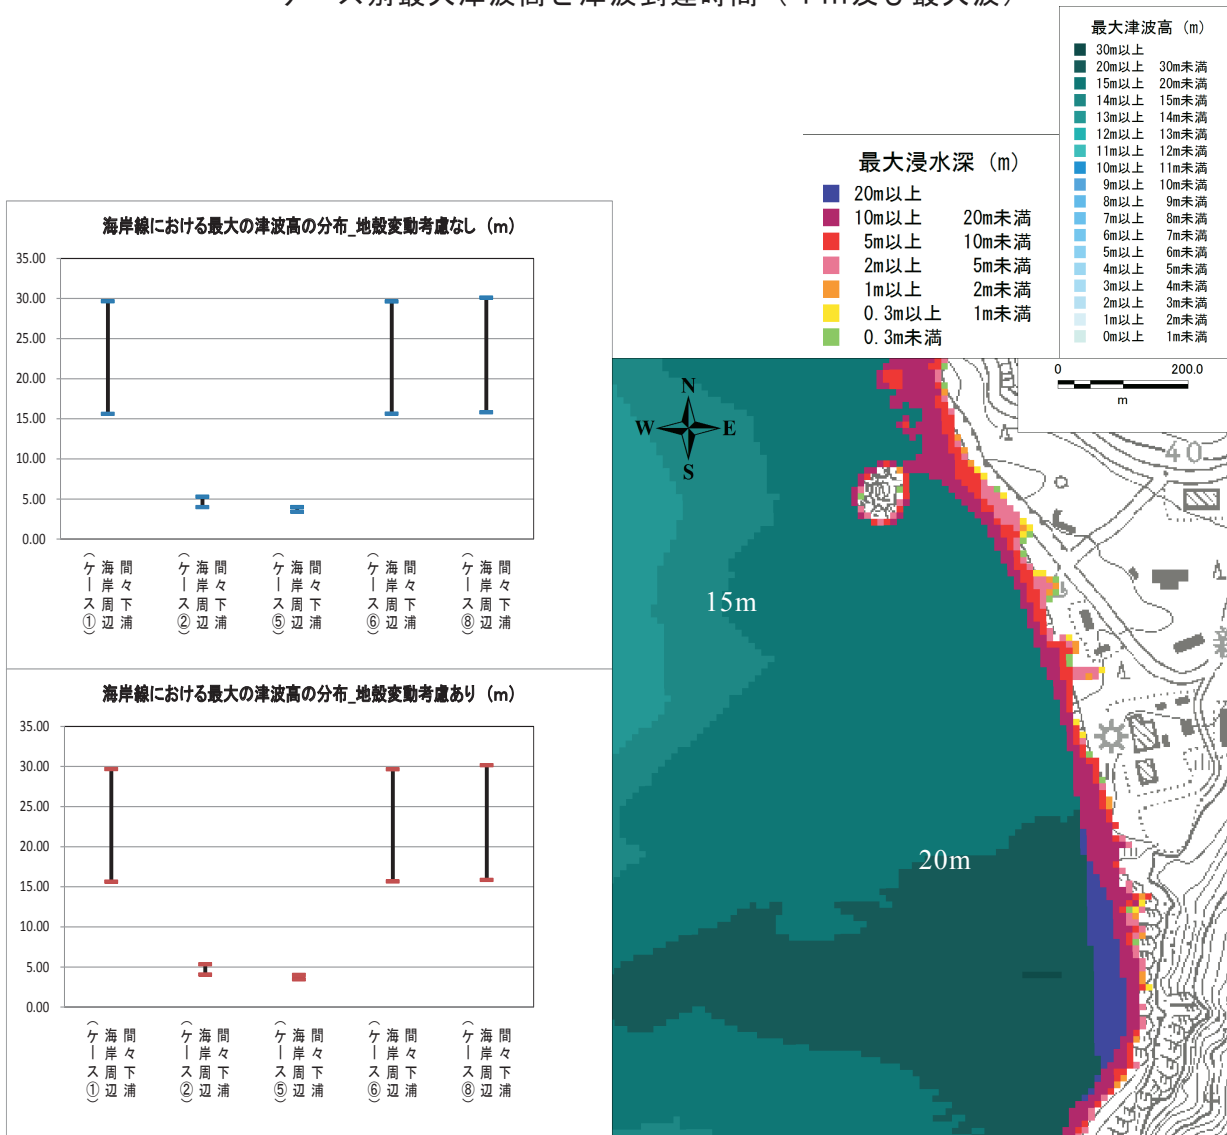 最大津波高 (m)
30m以上
20m以上 30m未満
15m以上 20m未満
14m以上 15m未満
13m以上 14m未満
12m以上 13m未満
11m以上 12m未満
10m以上 11m未満
9m以上 10m未満
8m以上 9m未満
7m以上 8m未満
6m以上 7m未満
5m以上 6m未満
4m以上 5m未満
3m以上 4m未満
2m以上 3m未満
1m以上 2m未満
0m以上 1m未満
最大浸水深 (m)
20m以上
10m以上 20m未満
5m以上 10m未満
2m以上 5m未満
1m以上 2m未満
0.3m以上 1m未満
0.3m未満
海岸線における最大の津波高の分布_地殻変動考慮なし (m)
35.00
30.00
25.00
20.00
15.00
10.00
5.00
0.00
間々下浦
海岸周辺
(ケース①)
間々下浦
海岸周辺
(ケース②)
間々下浦
海岸周辺
(ケース⑤)
間々下浦
海岸周辺
(ケース⑥)
間々下浦
海岸周辺
(ケース⑧)
海岸線における最大の津波高の分布_地殻変動考慮あり (m)
35.00
30.00
25.00
20.00
15.00
10.00
5.00
0.00
間々下浦
海岸周辺
(ケース①)
間々下浦
海岸周辺
(ケース②)
間々下浦
海岸周辺
(ケース⑤)
間々下浦
海岸周辺
(ケース⑥)
間々下浦
海岸周辺
(ケース⑧)
0 200.0
m
N
W E
S
40
15m
20m